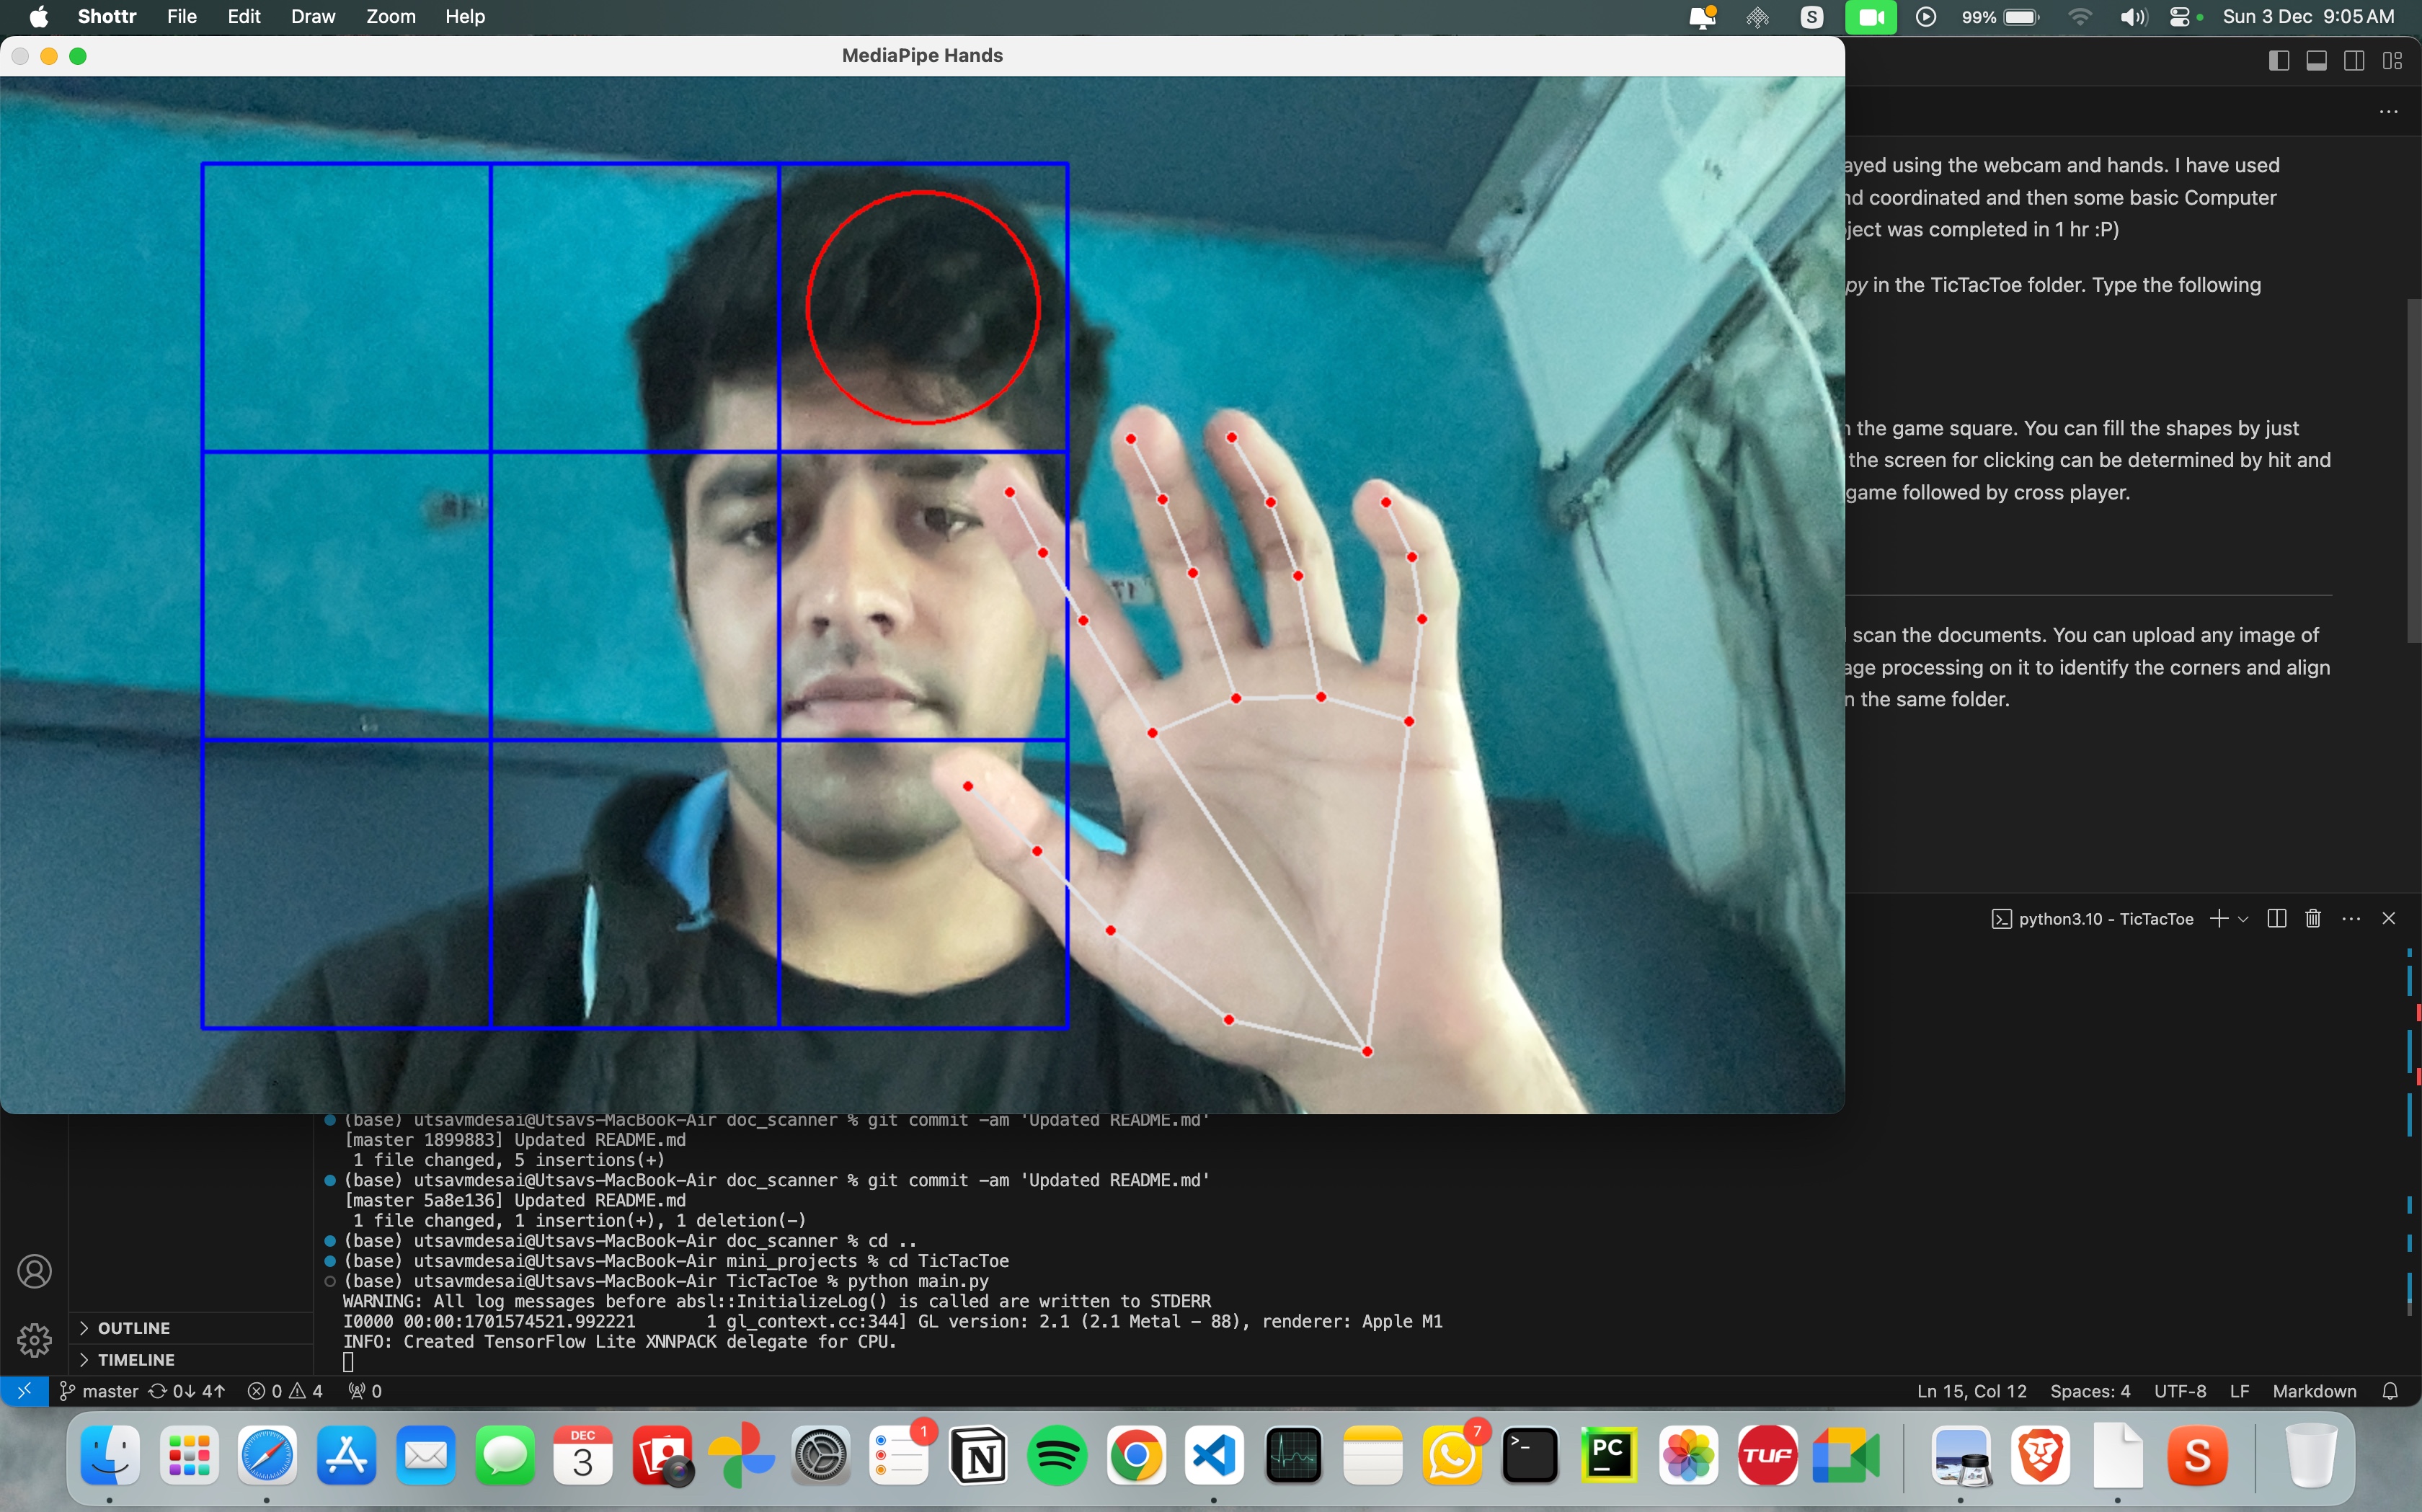 Shottr File Edit Draw Zoom Help
99% Sun 3 Dec 9:05 AM
MediaPipe Hands
ayed using the webcam and hands. I have used
nd coordinated and then some basic Computer
ject was completed in 1 hr :P)
py in the TicTacToe folder. Type the following
n the game square. You can fill the shapes by just
the screen for clicking can be determined by hit and
game followed by cross player.
scan the documents. You can upload any image of
age processing on it to identify the corners and align
n the same folder.
python3.10 - TicTacToe
(base) utsavmdesai@Utsavs-MacBook-Air doc_scanner % git commit -am 'Updated README.md'
[master 1899883] Updated README.md
1 file changed, 5 insertions(+)
(base) utsavmdesai@Utsavs-MacBook-Air doc_scanner % git commit -am 'Updated README.md'
[master 5a8e136] Updated README.md
1 file changed, 1 insertion(+), 1 deletion(-)
(base) utsavmdesai@Utsavs-MacBook-Air doc_scanner % cd ..
(base) utsavmdesai@Utsavs-MacBook-Air mini_projects % cd TicTacToe
(base) utsavmdesai@Utsavs-MacBook-Air TicTacToe % python main.py
WARNING: All log messages before absl::InitializeLog() is called are written to STDERR
I0000 00:00:1701574521.992221 1 gl_context.cc:344] GL version: 2.1 (2.1 Metal - 88), renderer: Apple M1
INFO: Created TensorFlow Lite XNNPACK delegate for CPU.
OUTLINE
TIMELINE
master 0↓ 4↑ 0 4 0
Ln 15, Col 12 Spaces: 4 UTF-8 LF Markdown
DEC
3
1
N
7
>_
PC
TUF
S